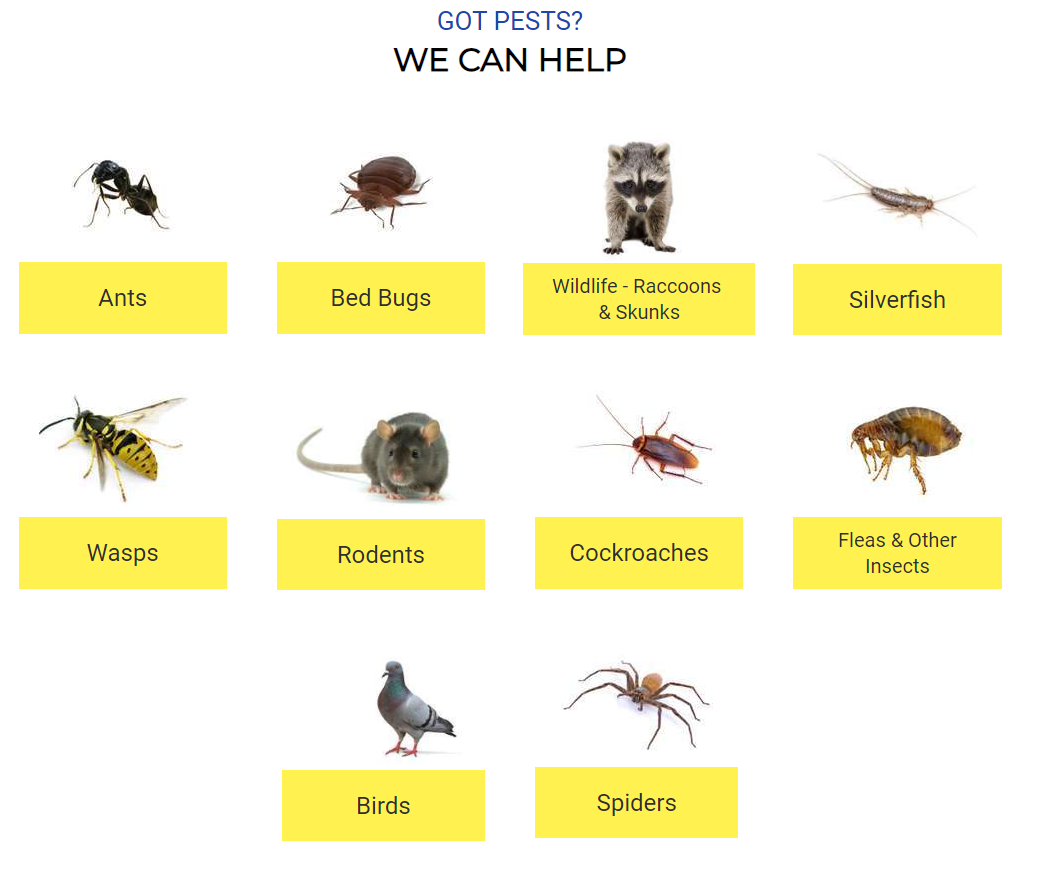 GOT PESTS?
WE CAN HELP
Ants
Bed Bugs
Wildlife - Raccoons
& Skunks
Silverfish
Wasps
Rodents
Cockroaches
Fleas & Other
Insects
Birds
Spiders